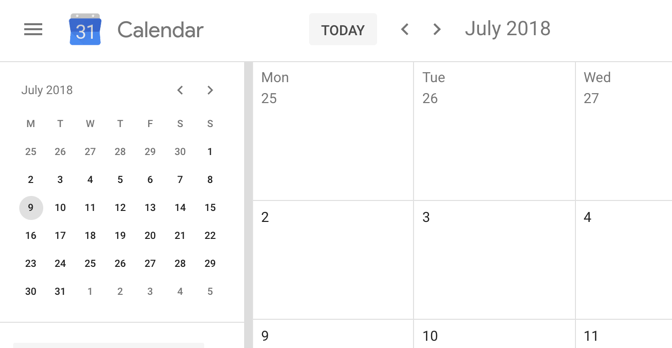 31 Calendar TODAY July 2018
July 2018
M T W T F S S
25 26 27 28 29 30 1
2 3 4 5 6 7 8
9 10 11 12 13 14 15
16 17 18 19 20 21 22
23 24 25 26 27 28 29
30 31 1 2 3 4 5
Mon Tue Wed
25 26 27
2 3 4
9 10 11